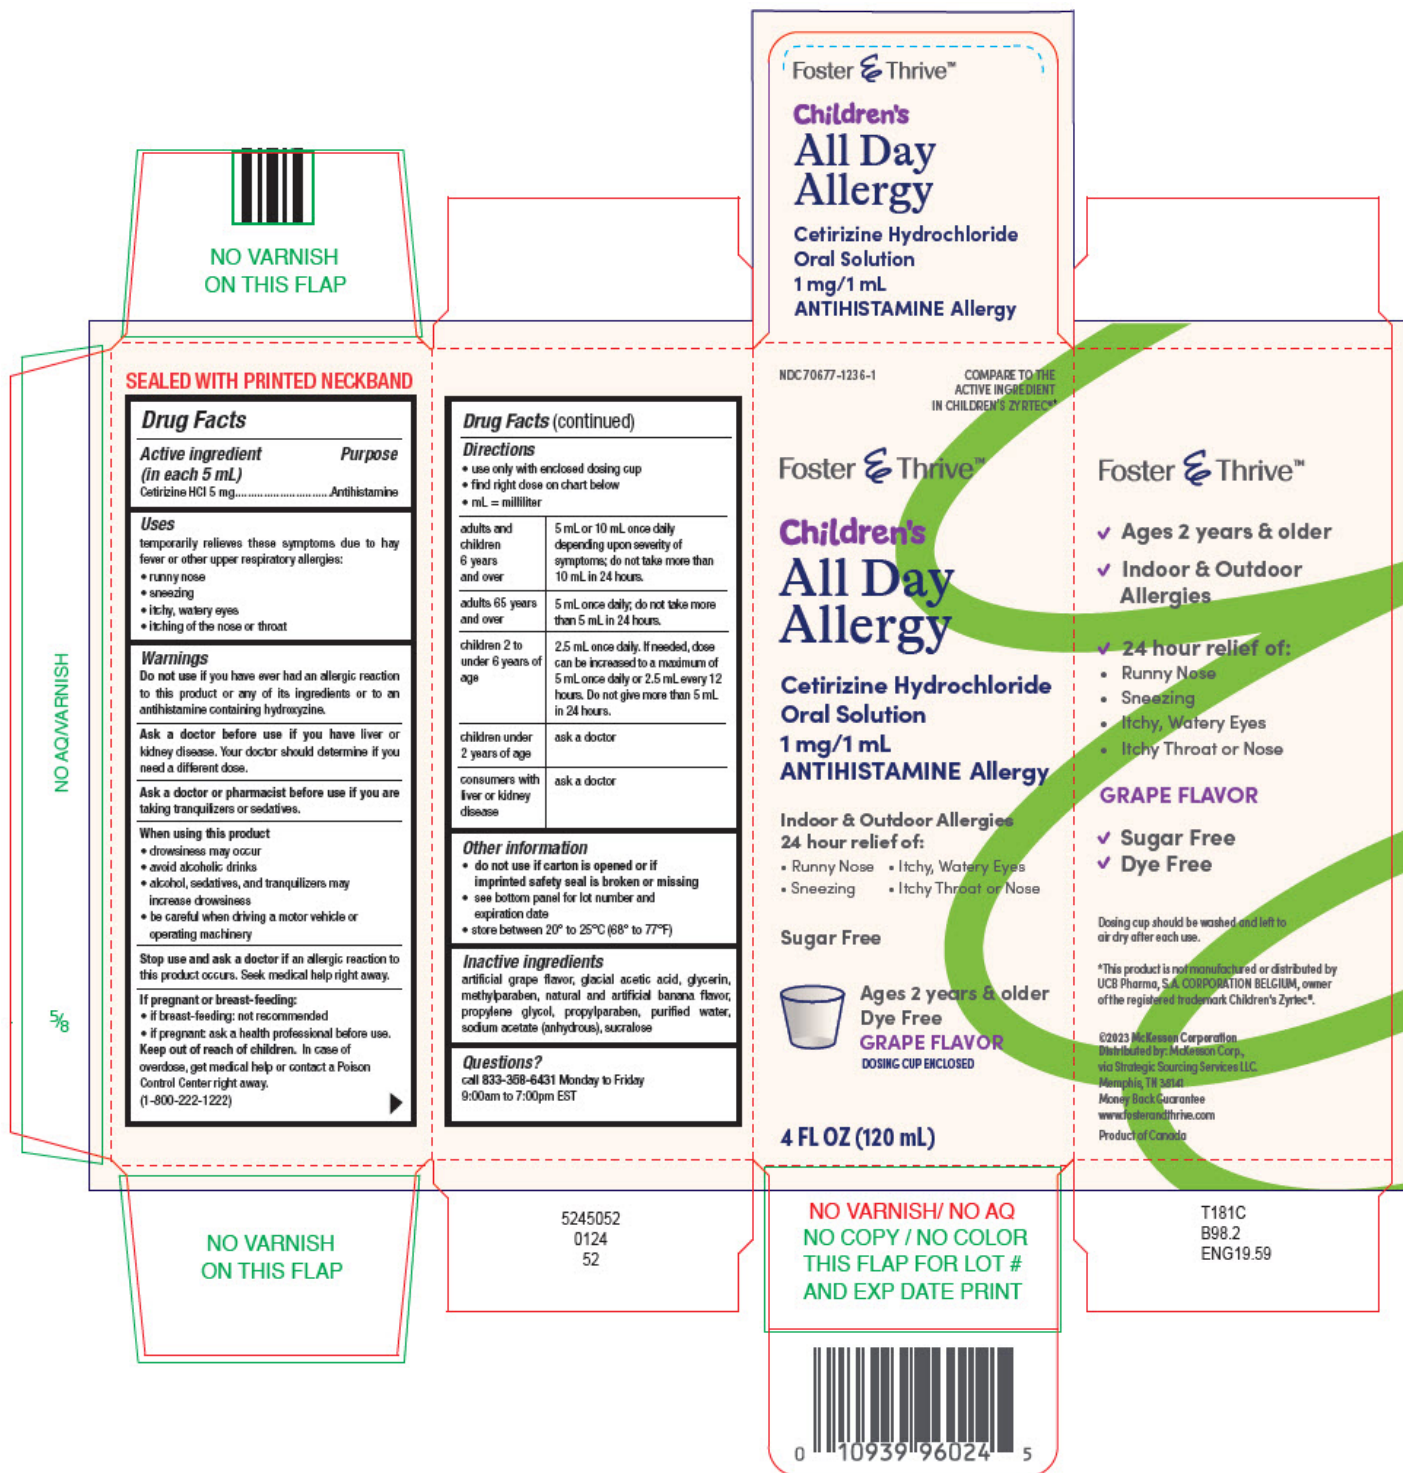 Foster & Thrive™
Children's
All Day
Allergy
Cetirizine Hydrochloride
Oral Solution
1 mg/1 mL
ANTIHISTAMINE Allergy
NO VARNISH
ON THIS FLAP
NO AQ/VARNISH
5/8
SEALED WITH PRINTED NECKBAND
Drug Facts
Active ingredient Purpose
(in each 5 mL)
Cetirizine HCl 5 mg..............................Antihistamine
Uses
temporarily relieves these symptoms due to hay
fever or other upper respiratory allergies:
• runny nose
• sneezing
• itchy, watery eyes
• itching of the nose or throat
Warnings
Do not use if you have ever had an allergic reaction
to this product or any of its ingredients or to an
antihistamine containing hydroxyzine.
Ask a doctor before use if you have liver or
kidney disease. Your doctor should determine if you
need a different dose.
Ask a doctor or pharmacist before use if you are
taking tranquilizers or sedatives.
When using this product
• drowsiness may occur
• avoid alcoholic drinks
• alcohol, sedatives, and tranquilizers may
increase drowsiness
• be careful when driving a motor vehicle or
operating machinery
Stop use and ask a doctor if an allergic reaction to
this product occurs. Seek medical help right away.
If pregnant or breast-feeding:
• if breast-feeding: not recommended
• if pregnant: ask a health professional before use.
Keep out of reach of children. In case of
overdose, get medical help or contact a Poison
Control Center right away.
(1-800-222-1222)
NO VARNISH
ON THIS FLAP
Drug Facts (continued)
Directions
• use only with enclosed dosing cup
• find right dose on chart below
• mL = milliliter
adults and 5 mL or 10 mL once daily
children depending upon severity of
6 years symptoms; do not take more than
and over 10 mL in 24 hours.
adults 65 years 5 mL once daily; do not take more
and over than 5 mL in 24 hours.
children 2 to 2.5 mL once daily. If needed, dose
under 6 years of can be increased to a maximum of
age 5 mL once daily or 2.5 mL every 12
hours. Do not give more than 5 mL
in 24 hours.
children under ask a doctor
2 years of age
consumers with ask a doctor
liver or kidney
disease
Other information
• do not use if carton is opened or if
imprinted safety seal is broken or missing
• see bottom panel for lot number and
expiration date
• store between 20° to 25°C (68° to 77°F)
Inactive ingredients
artificial grape flavor, glacial acetic acid, glycerin,
methylparaben, natural and artificial banana flavor,
propylene glycol, propylparaben, purified water,
sodium acetate (anhydrous), sucralose
Questions?
call 833-358-6431 Monday to Friday
9:00am to 7:00pm EST
5245052
0124
52
NDC 70677-1236-1
COMPARE TO THE
ACTIVE INGREDIENT
IN CHILDREN'S ZYRTEC®*
Foster & Thrive™
Children's
All Day
Allergy
Cetirizine Hydrochloride
Oral Solution
1 mg/1 mL
ANTIHISTAMINE Allergy
Indoor & Outdoor Allergies
24 hour relief of:
• Runny Nose • Itchy, Watery Eyes
• Sneezing • Itchy Throat or Nose
Sugar Free
Ages 2 years & older
Dye Free
GRAPE FLAVOR
DOSING CUP ENCLOSED
4 FL OZ (120 mL)
NO VARNISH/ NO AQ
NO COPY / NO COLOR
THIS FLAP FOR LOT #
AND EXP DATE PRINT
0 10939 96024 5
Foster & Thrive™
✓ Ages 2 years & older
✓ Indoor & Outdoor
Allergies
✓ 24 hour relief of:
• Runny Nose
• Sneezing
• Itchy, Watery Eyes
• Itchy Throat or Nose
GRAPE FLAVOR
✓ Sugar Free
✓ Dye Free
Dosing cup should be washed and left to
air dry after each use.
*This product is not manufactured or distributed by
UCB Pharma, S.A. CORPORATION BELGIUM, owner
of the registered trademark Children's Zyrtec®.
©2023 McKesson Corporation
Distributed by: McKesson Corp.,
via Strategic Sourcing Services LLC.
Memphis, TN 38141
Money Back Guarantee
www.fosterandthrive.com
Product of Canada
T181C
B98.2
ENG19.59